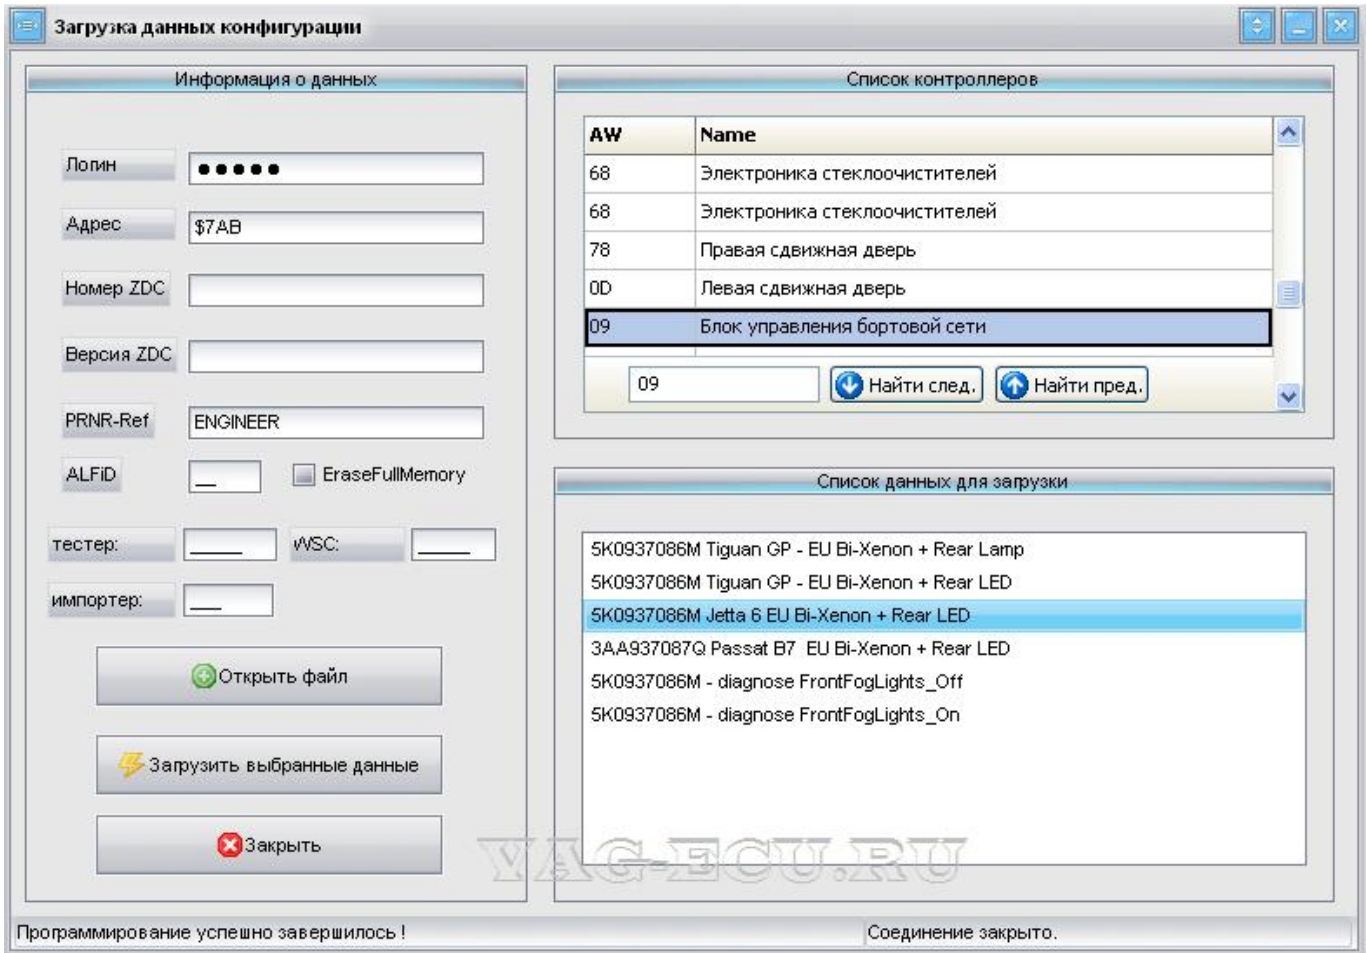 Загрузка данных конфигурации
Информация о данных
Логин
●●●●●
Адрес
$7AB
Номер ZDC
Версия ZDC
PRNR-Ref
ENGINEER
ALFiD
__
EraseFullMemory
тестер:
_____
WSC:
_____
импортер:
___
Открыть файл
Загрузить выбранные данные
Закрыть
Список контроллеров
AW Name
68 Электроника стеклоочистителей
68 Электроника стеклоочистителей
78 Правая сдвижная дверь
0D Левая сдвижная дверь
09 Блок управления бортовой сети
09 Найти след. Найти пред.
Список данных для загрузки
5K0937086M Tiguan GP - EU Bi-Xenon + Rear Lamp
5K0937086M Tiguan GP - EU Bi-Xenon + Rear LED
5K0937086M Jetta 6 EU Bi-Xenon + Rear LED
3AA937087Q Passat B7 EU Bi-Xenon + Rear LED
5K0937086M - diagnose FrontFogLights_Off
5K0937086M - diagnose FrontFogLights_On
VAG-ECU.RU
Программирование успешно завершилось !
Соединение закрыто.